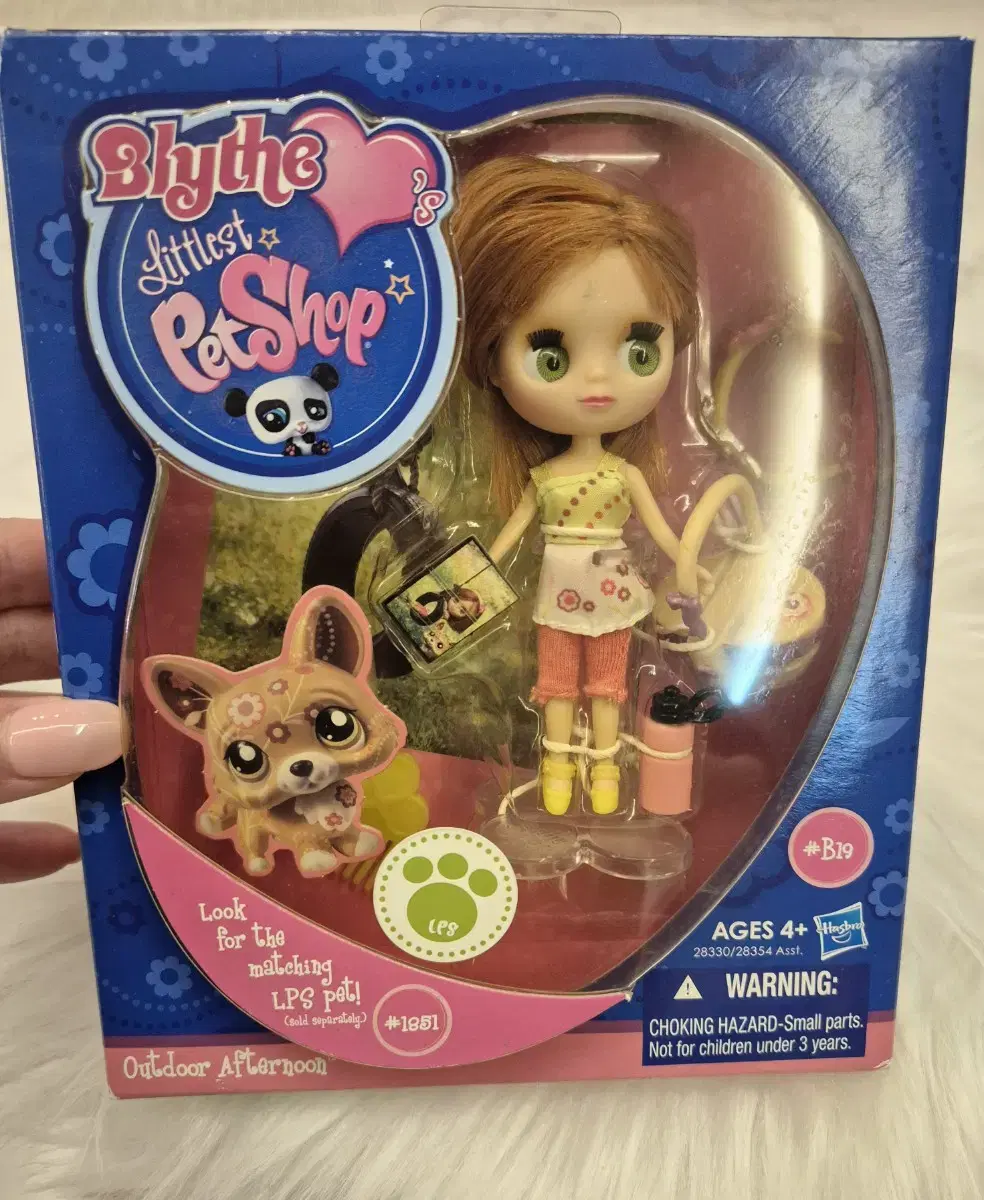 Blythe 's
Littlest
PetShop
LPS
#B19
AGES 4+ Hasbro
28330/28354 Asst.
WARNING:
CHOKING HAZARD-Small parts.
Not for children under 3 years.
Look
for the
matching
LPS pet!
(sold separately)
#1851
Outdoor Afternoon